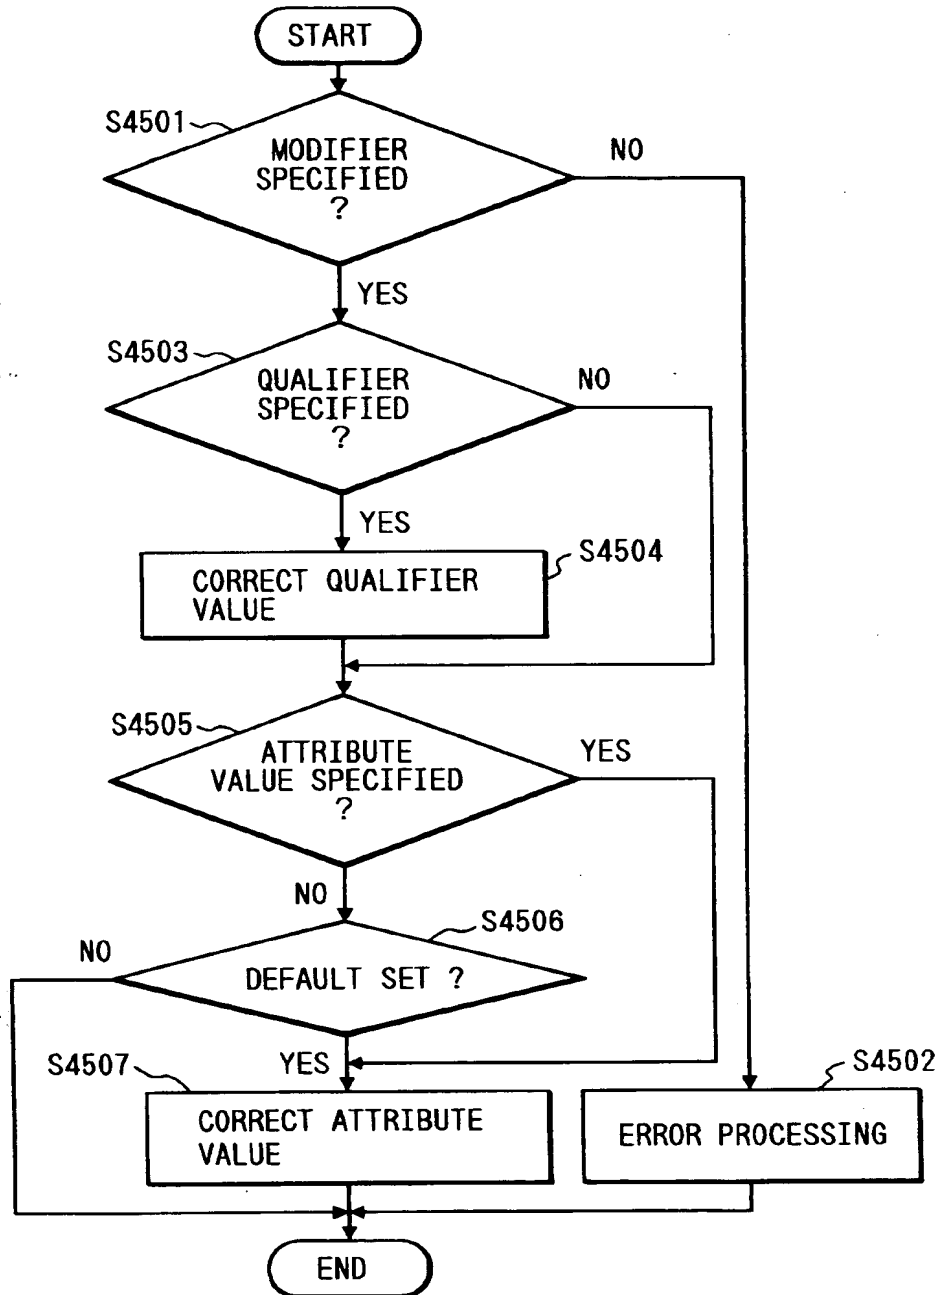 START
S4501
MODIFIER
SPECIFIED
?
NO
YES
S4503
QUALIFIER
SPECIFIED
?
NO
YES
S4504
CORRECT QUALIFIER
VALUE
S4505
ATTRIBUTE
VALUE SPECIFIED
?
YES
NO
S4506
DEFAULT SET ?
NO
YES
S4507
CORRECT ATTRIBUTE
VALUE
S4502
ERROR PROCESSING
END